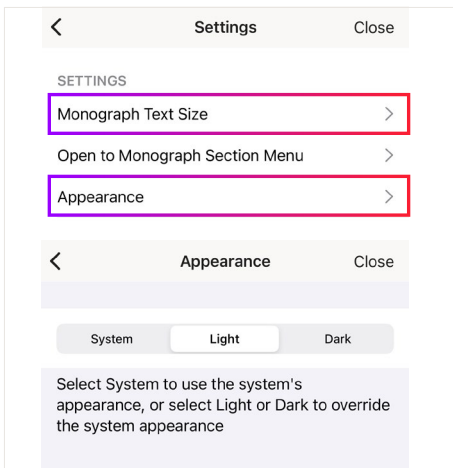 Settings Close
SETTINGS
Monograph Text Size
Open to Monograph Section Menu
Appearance
Appearance Close
System Light Dark
Select System to use the system's
appearance, or select Light or Dark to override
the system appearance